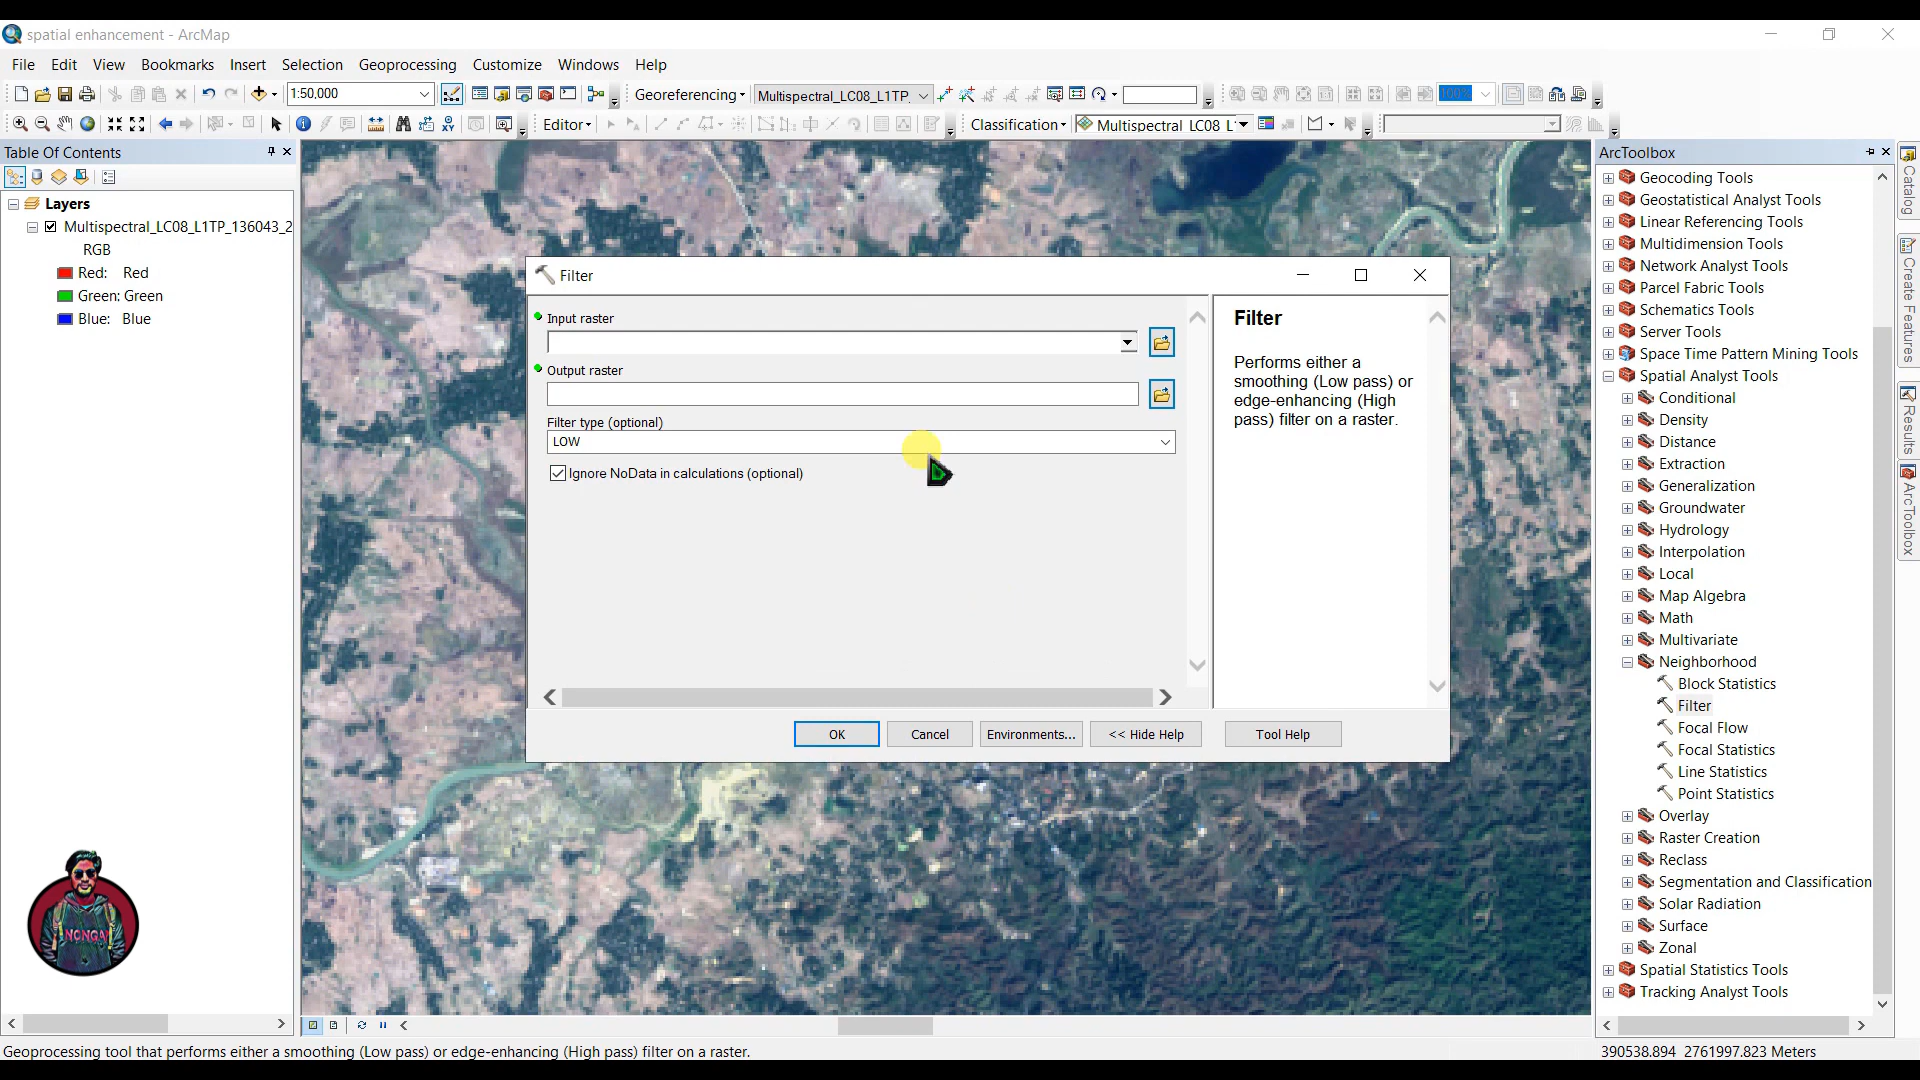 spatial enhancement - ArcMap
File Edit View Bookmarks Insert Selection Geoprocessing Customize Windows Help
1:50,000 Georeferencing Multispectral_LC08_L1TP_ 100%
Editor Classification Multispectral_LC08_L
Table Of Contents
Layers
Multispectral_LC08_L1TP_136043_2
RGB
Red: Red
Green: Green
Blue: Blue
Filter
Input raster
Output raster
Filter type (optional)
LOW
Ignore NoData in calculations (optional)
OK Cancel Environments... << Hide Help Tool Help
Filter
Performs either a
smoothing (Low pass) or
edge-enhancing (High
pass) filter on a raster.
ArcToolbox
Geocoding Tools
Geostatistical Analyst Tools
Linear Referencing Tools
Multidimension Tools
Network Analyst Tools
Parcel Fabric Tools
Schematics Tools
Server Tools
Space Time Pattern Mining Tools
Spatial Analyst Tools
Conditional
Density
Distance
Extraction
Generalization
Groundwater
Hydrology
Interpolation
Local
Map Algebra
Math
Multivariate
Neighborhood
Block Statistics
Filter
Focal Flow
Focal Statistics
Line Statistics
Point Statistics
Overlay
Raster Creation
Reclass
Segmentation and Classification
Solar Radiation
Surface
Zonal
Spatial Statistics Tools
Tracking Analyst Tools
Catalog
Create Features
Results
ArcToolbox
Geoprocessing tool that performs either a smoothing (Low pass) or edge-enhancing (High pass) filter on a raster.
390538.894 2761997.823 Meters